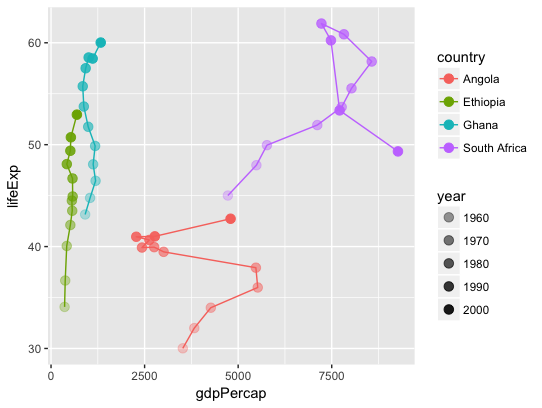 lifeExp
60
50
40
30
0
2500
5000
7500
gdpPercap
country
Angola
Ethiopia
Ghana
South Africa
year
1960
1970
1980
1990
2000